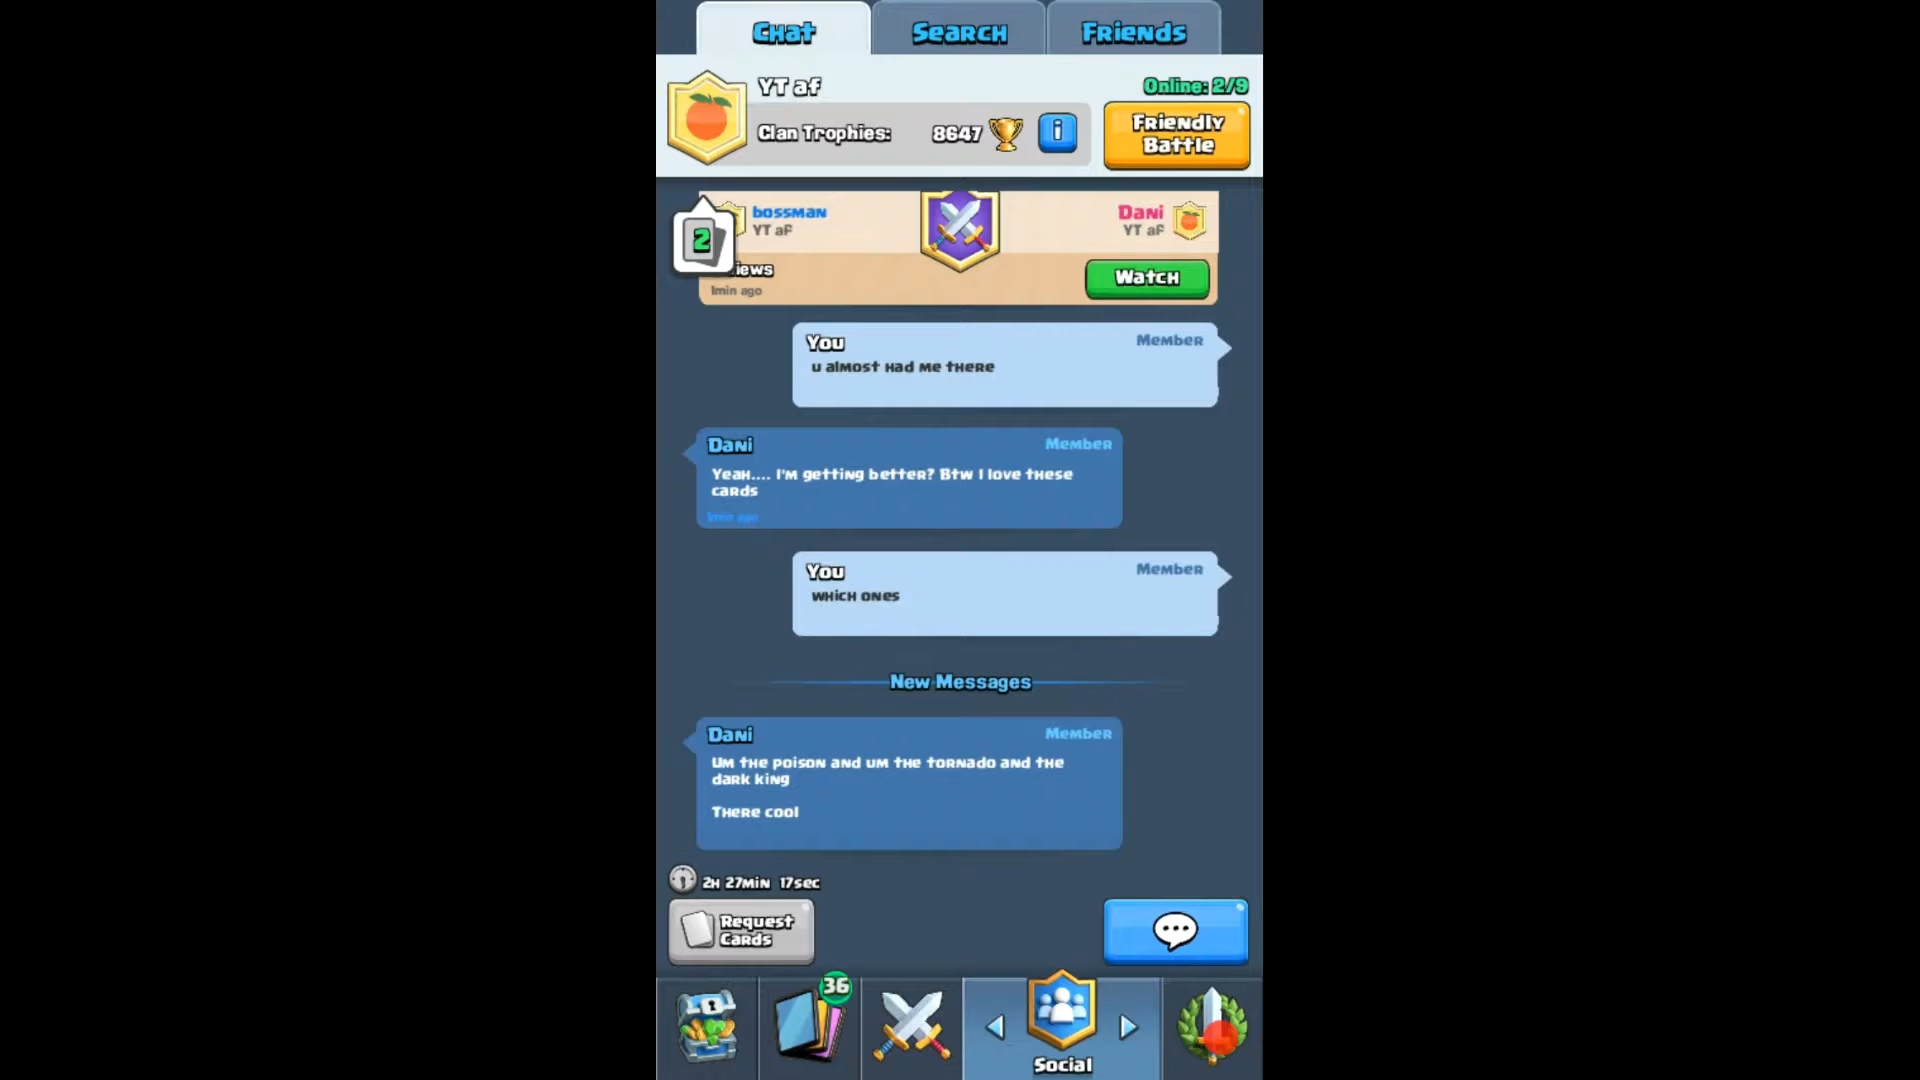 Chat
Search
Friends
YT af
Online: 2/9
Clan Trophies:
8647
i
Friendly
Battle
bossman
YT af
Dani
YT af
2
iews
1min ago
Watch
You
Member
u almost had me there
Dani
Member
Yeah.... I'm getting better? Btw I love these
cards
1min ago
You
Member
which ones
New Messages
Dani
Member
Um the poison and um the tornado and the
dark king
There cool
2h 27min 17sec
Request
Cards
36
Social